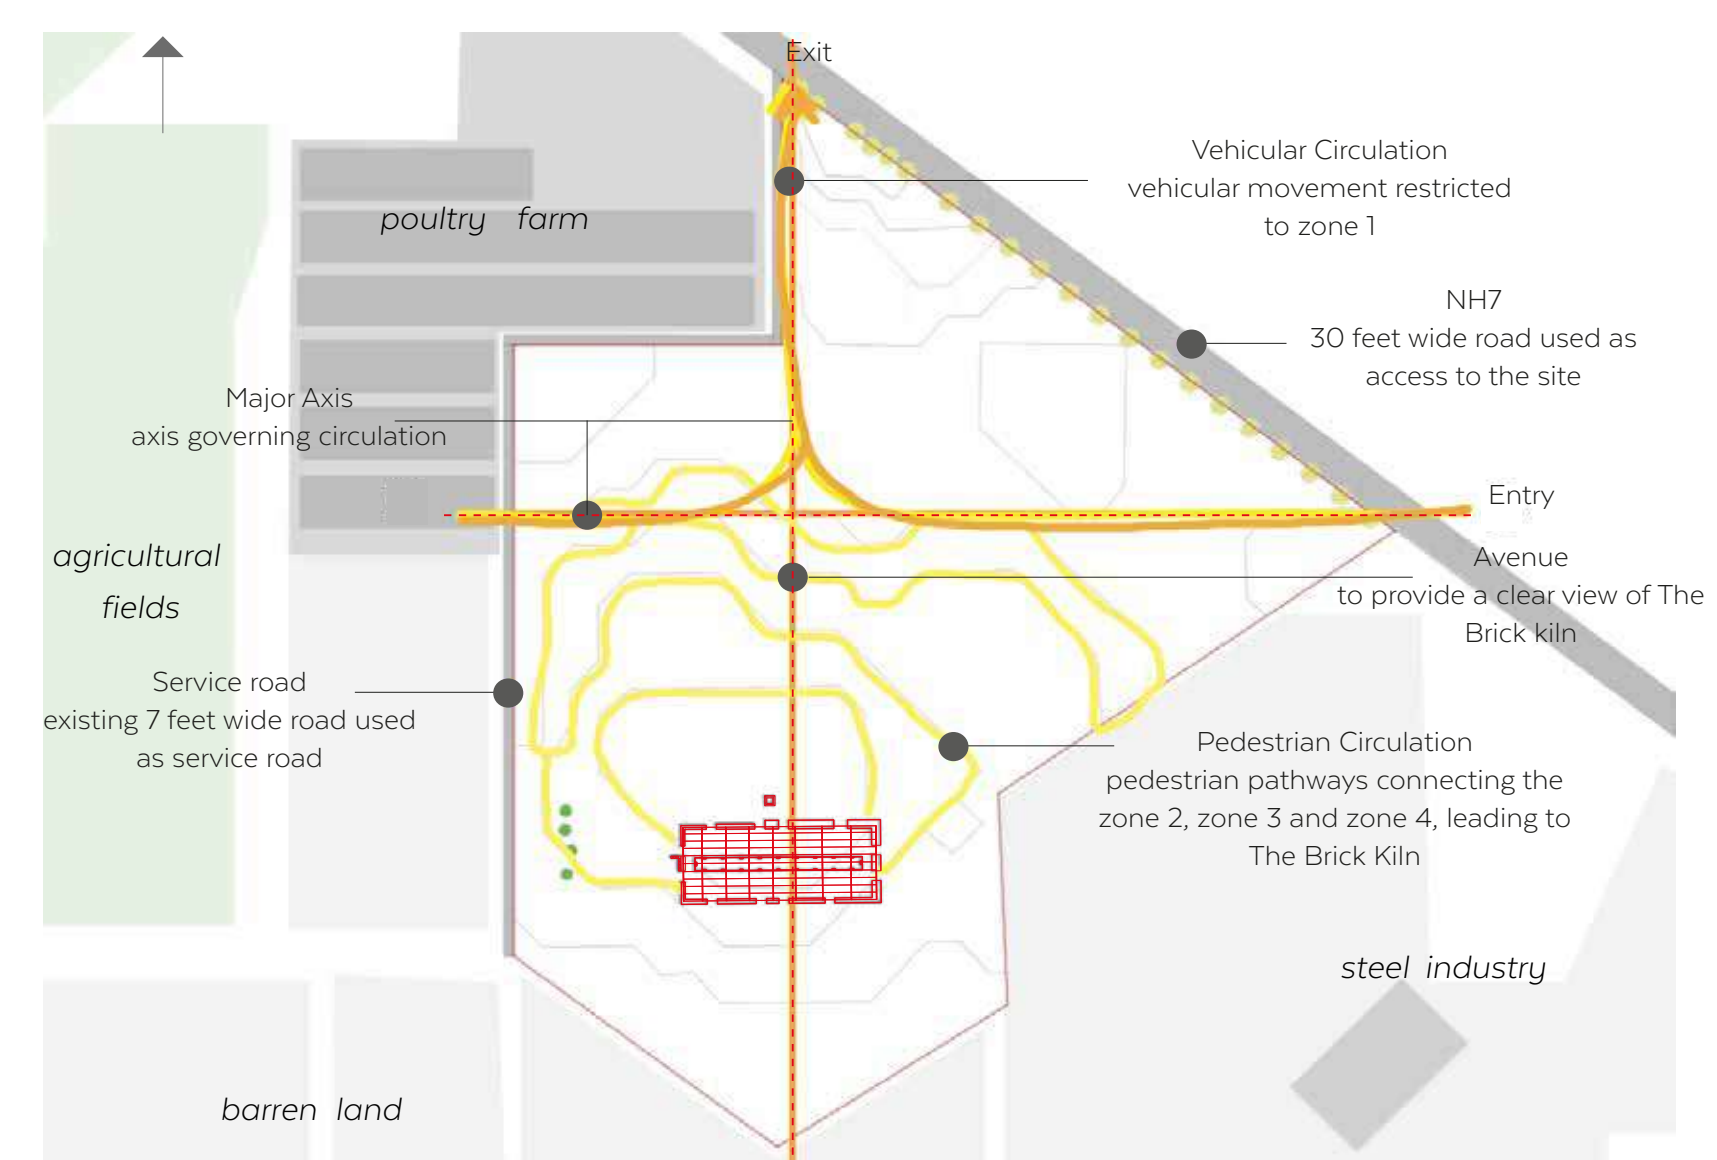 Exit
Vehicular Circulation
vehicular movement restricted
to zone 1
poultry farm
NH7
30 feet wide road used as
access to the site
Major Axis
axis governing circulation
Entry
agricultural
fields
Avenue
to provide a clear view of The
Brick kiln
Service road
existing 7 feet wide road used
as service road
Pedestrian Circulation
pedestrian pathways connecting the
zone 2, zone 3 and zone 4, leading to
The Brick Kiln
steel industry
barren land